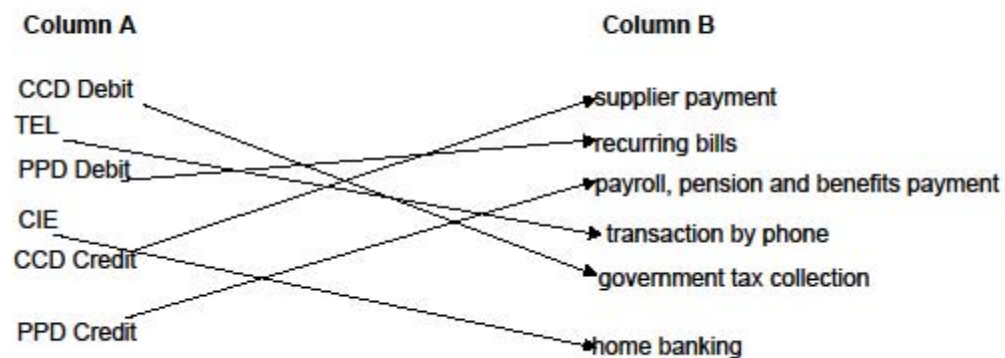 Column A
Column B
CCD Debit
TEL
PPD Debit
CIE
CCD Credit
PPD Credit
supplier payment
recurring bills
payroll, pension and benefits payment
transaction by phone
government tax collection
home banking